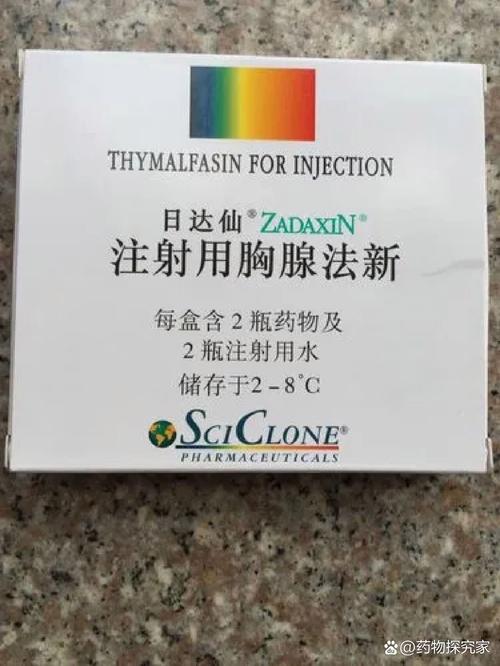 THYMALFASIN FOR INJECTION
日达仙® ZADAXIN®
注射用胸腺法新
每盒含2瓶药物及
2瓶注射用水
储存于2-8°C
SCICLONE®
PHARMACEUTICALS
@药物探究家